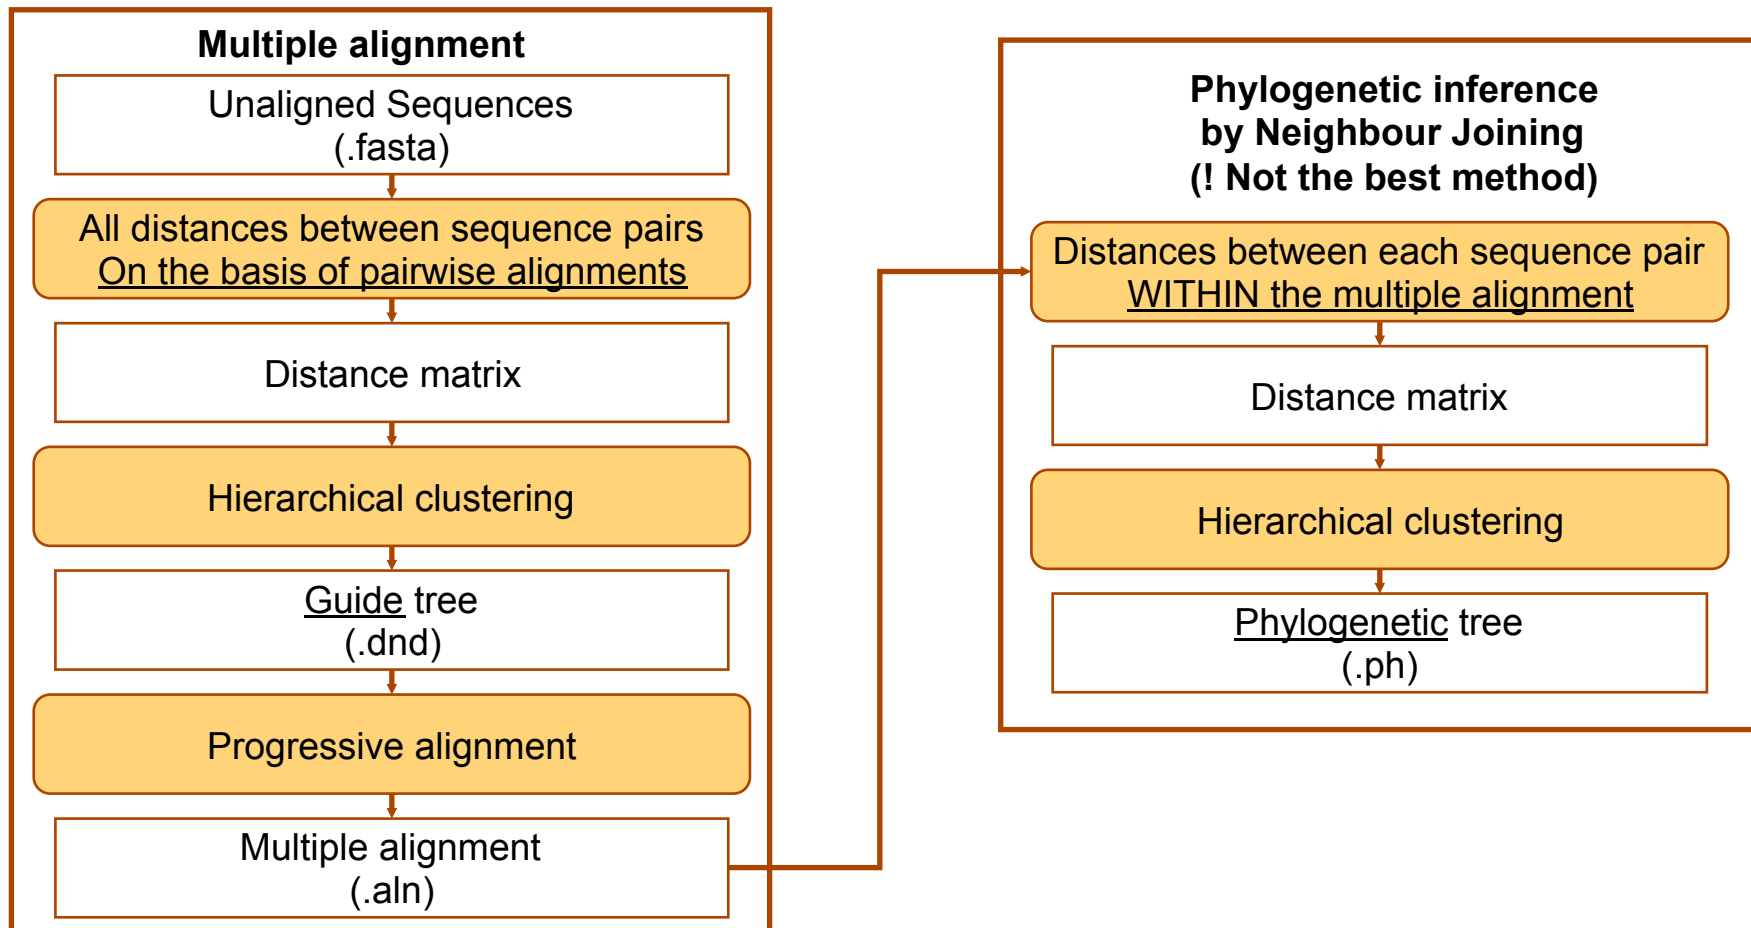 Multiple alignment
Unaligned Sequences
(.fasta)
All distances between sequence pairs
On the basis of pairwise alignments
Distance matrix
Hierarchical clustering
Guide tree
(.dnd)
Progressive alignment
Multiple alignment
(.aln)
Phylogenetic inference
by Neighbour Joining
(! Not the best method)
Distances between each sequence pair
WITHIN the multiple alignment
Distance matrix
Hierarchical clustering
Phylogenetic tree
(.ph)